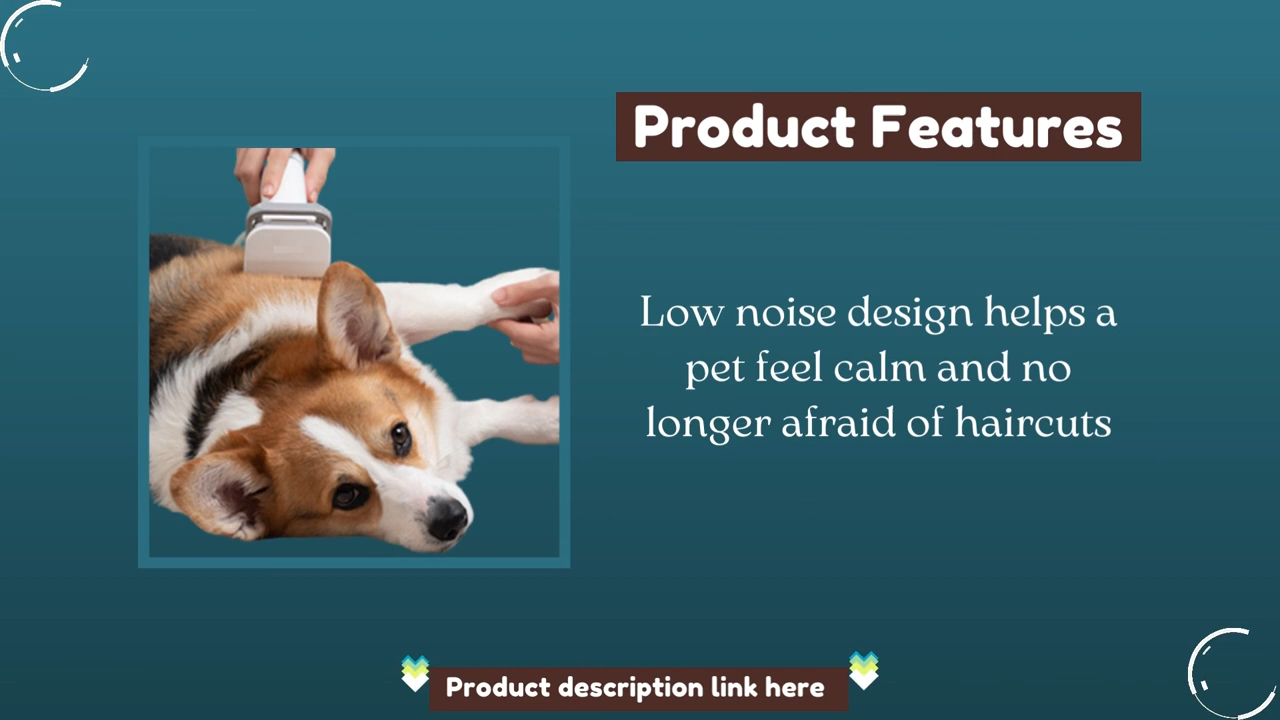 Product Features
Low noise design helps a
pet feel calm and no
longer afraid of haircuts
Product description link here